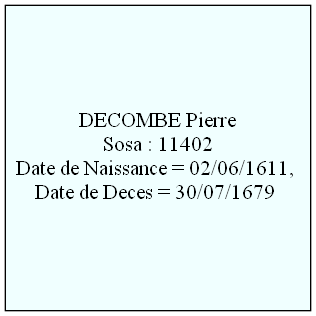 DECOMBE Pierre
Sosa : 11402
Date de Naissance = 02/06/1611,
Date de Deces = 30/07/1679